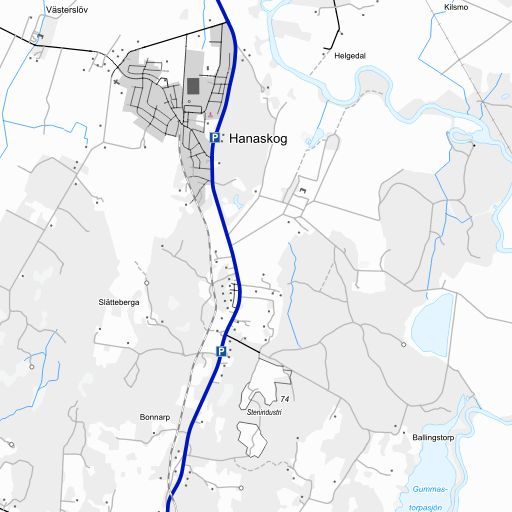 Västerslöv
Kilsmo
Helgedal
P
Hanaskog
Slätteberga
P
74
Stenindustri
Bonnarp
Ballingstorp
Gummas-
torpasjön